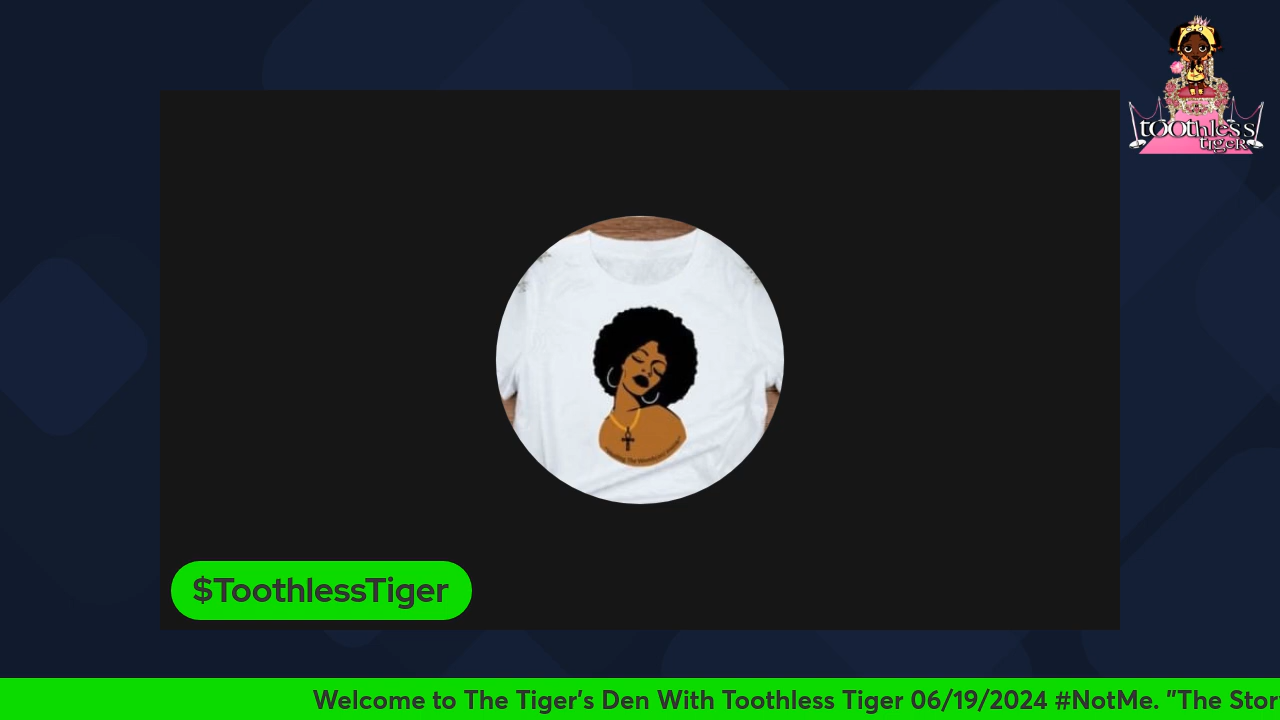 toothless
tiger
$ToothlessTiger
Welcome to The Tiger's Den With Toothless Tiger 06/19/2024 #NotMe. "The Stor